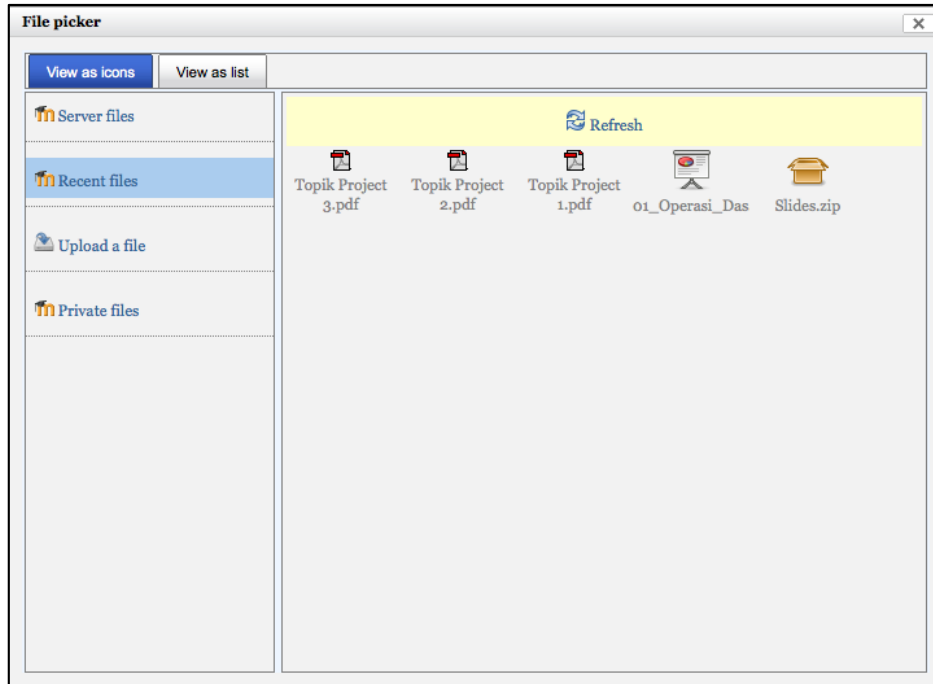 File picker
View as icons
View as list
Server files
Recent files
Upload a file
Private files
Refresh
Topik Project
3.pdf
Topik Project
2.pdf
Topik Project
1.pdf
01_Operasi_Das
Slides.zip